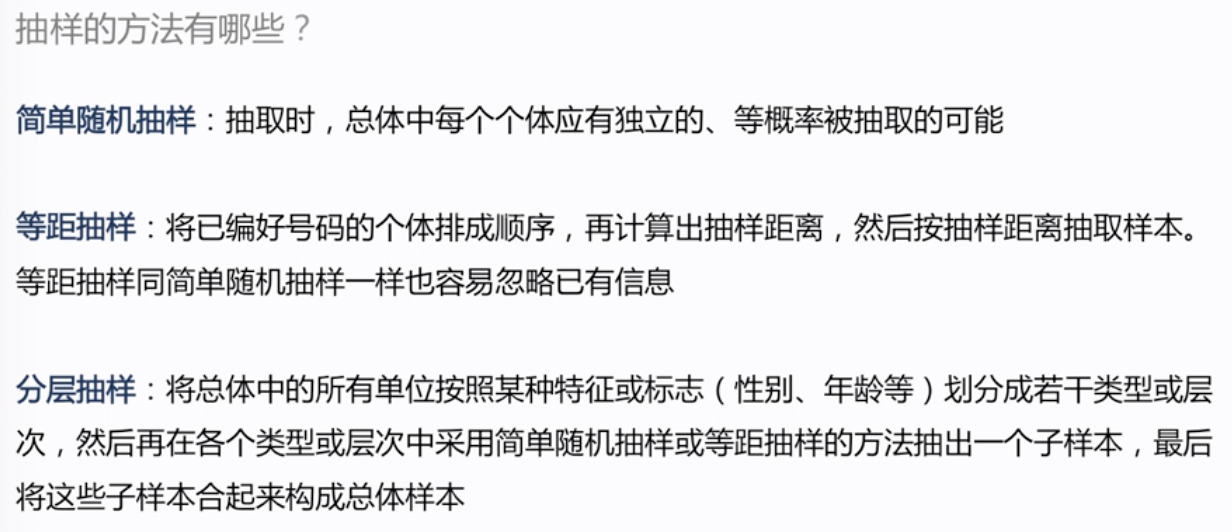 抽样的方法有哪些？
简单随机抽样：抽取时，总体中每个个体应有独立的、等概率被抽取的可能
等距抽样：将已编好号码的个体排成顺序，再计算出抽样距离，然后按抽样距离抽取样本。
等距抽样同简单随机抽样一样也容易忽略已有信息
分层抽样：将总体中的所有单位按照某种特征或标志（性别、年龄等）划分成若干类型或层
次，然后再在各个类型或层次中采用简单随机抽样或等距抽样的方法抽出一个子样本，最后
将这些子样本合起来构成总体样本